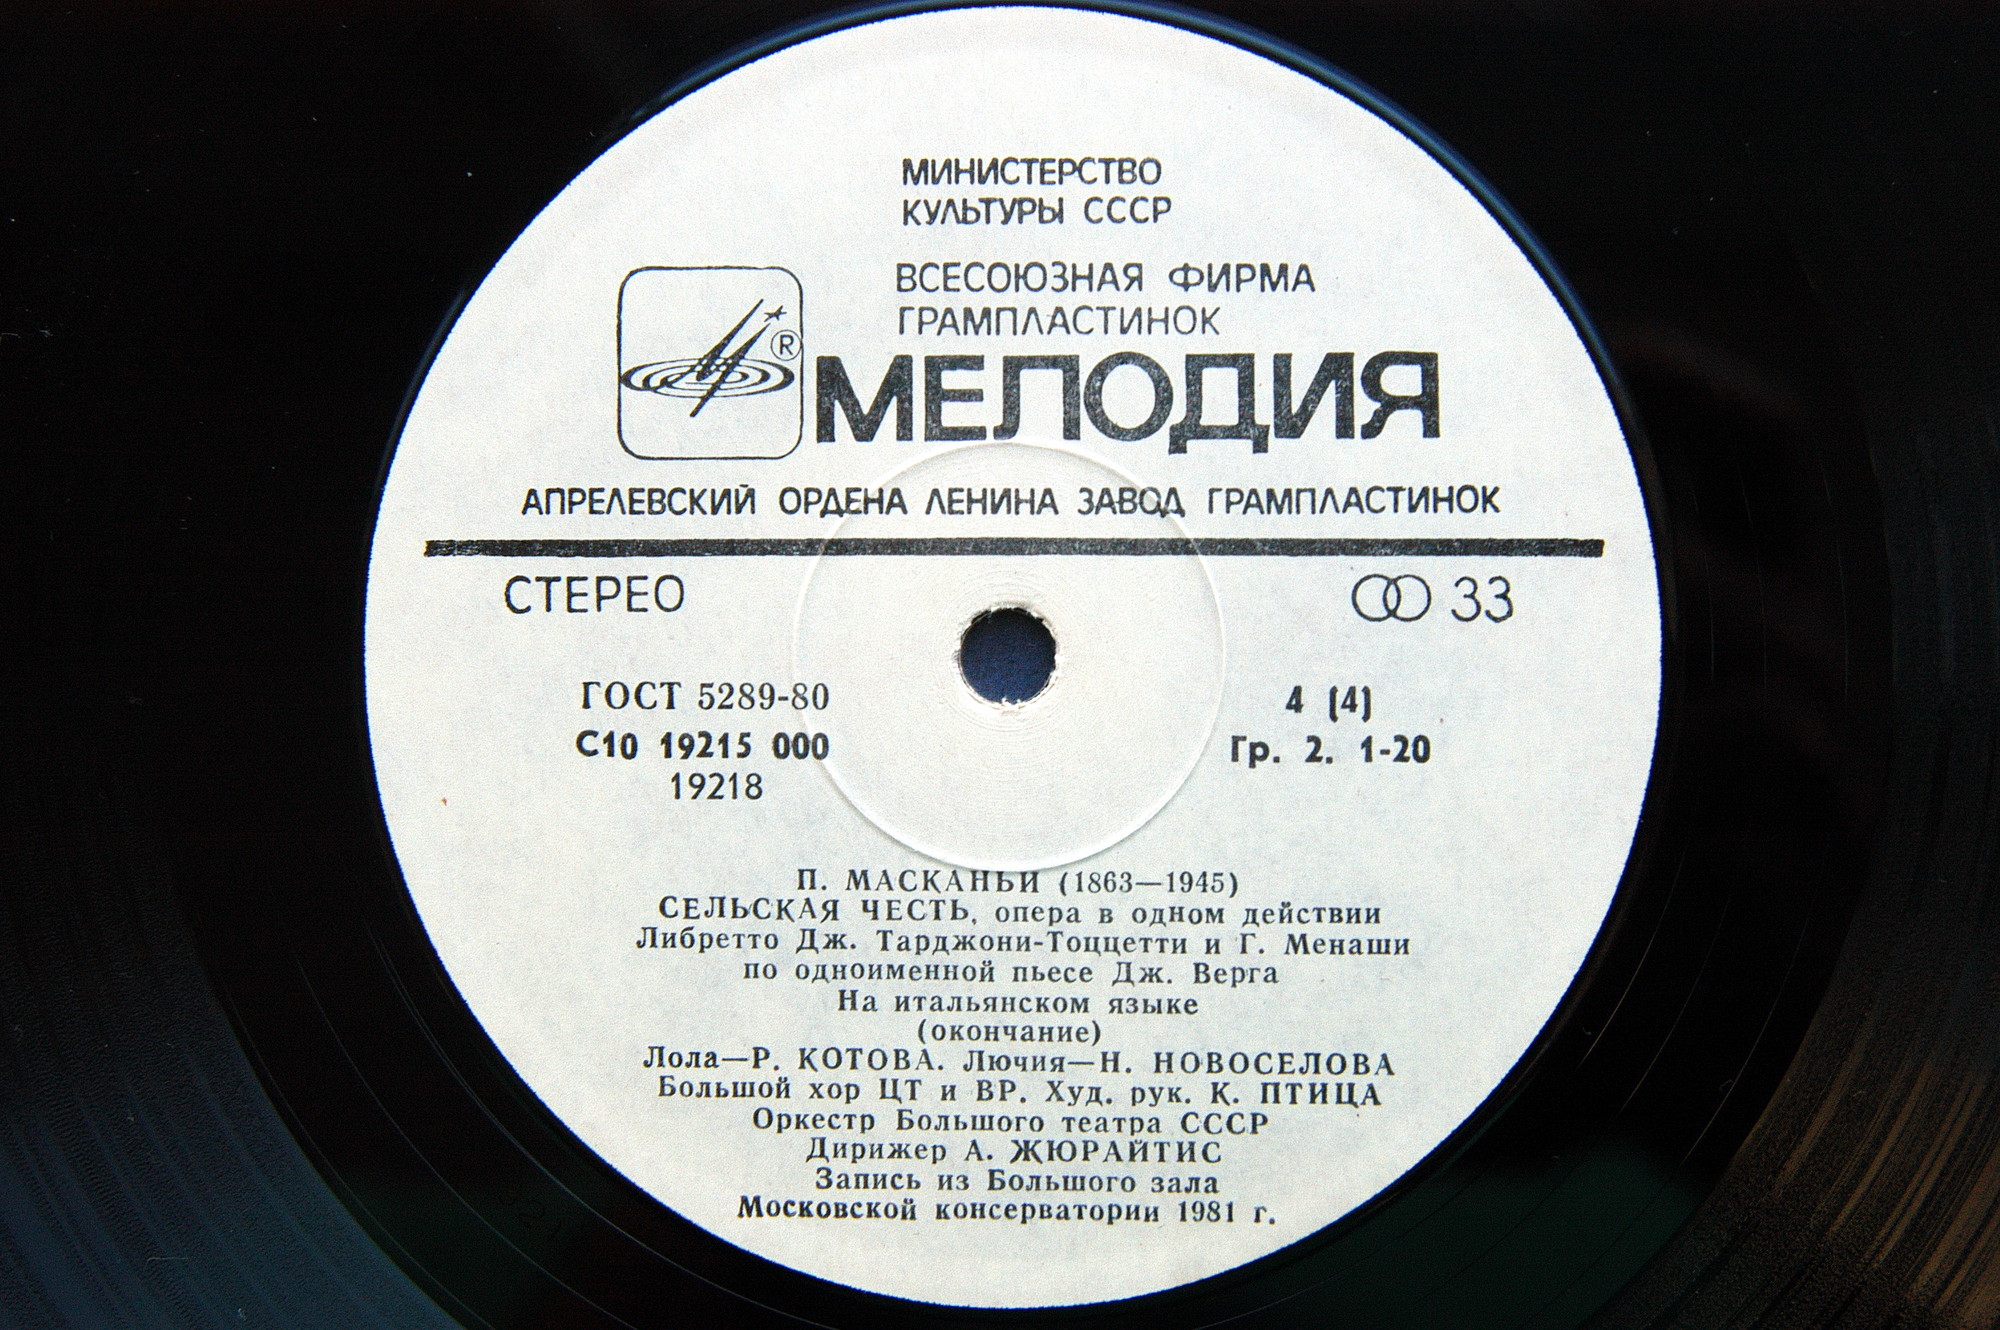 МИНИСТЕРСТВО
КУЛЬТУРЫ СССР
ВСЕСОЮЗНАЯ ФИРМА
ГРАМПЛАСТИНОК
®
МЕЛОДИЯ
АПРЕЛЕВСКИЙ ОРДЕНА ЛЕНИНА ЗАВОД ГРАМПЛАСТИНОК
СТЕРЕО
33
ГОСТ 5289-80
4 (4)
С10 19215 000
Гр. 2. 1-20
19218
П. МАСКАНЬИ (1863—1945)
СЕЛЬСКАЯ ЧЕСТЬ, опера в одном действии
Либретто Дж. Тарджони-Тоццетти и Г. Менаши
по одноименной пьесе Дж. Верга
На итальянском языке
(окончание)
Лола—Р. КОТОВА. Лючия—Н. НОВОСЕЛОВА
Большой хор ЦТ и ВР. Худ. рук. К. ПТИЦА
Оркестр Большого театра СССР
Дирижер А. ЖЮРАЙТИС
Запись из Большого зала
Московской консерватории 1981 г.